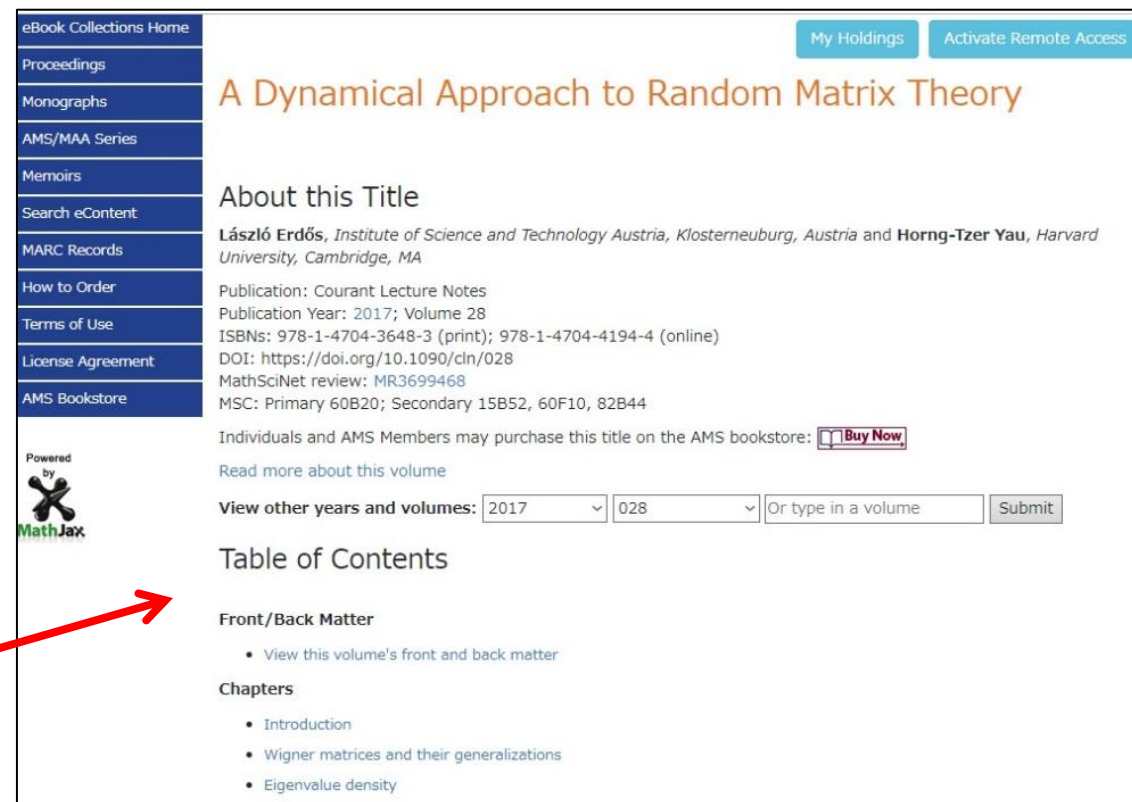 eBook Collections Home
Proceedings
Monographs
AMS/MAA Series
Memoirs
Search eContent
MARC Records
How to Order
Terms of Use
License Agreement
AMS Bookstore
Powered
by
MathJax
My Holdings
Activate Remote Access
A Dynamical Approach to Random Matrix Theory
About this Title
László Erdős, Institute of Science and Technology Austria, Klosterneuburg, Austria and Horng-Tzer Yau, Harvard
University, Cambridge, MA
Publication: Courant Lecture Notes
Publication Year: 2017; Volume 28
ISBNs: 978-1-4704-3648-3 (print); 978-1-4704-4194-4 (online)
DOI: https://doi.org/10.1090/cln/028
MathSciNet review: MR3699468
MSC: Primary 60B20; Secondary 15B52, 60F10, 82B44
Individuals and AMS Members may purchase this title on the AMS bookstore: Buy Now
Read more about this volume
View other years and volumes: 2017 028 Or type in a volume Submit
Table of Contents
Front/Back Matter
• View this volume's front and back matter
Chapters
• Introduction
• Wigner matrices and their generalizations
• Eigenvalue density